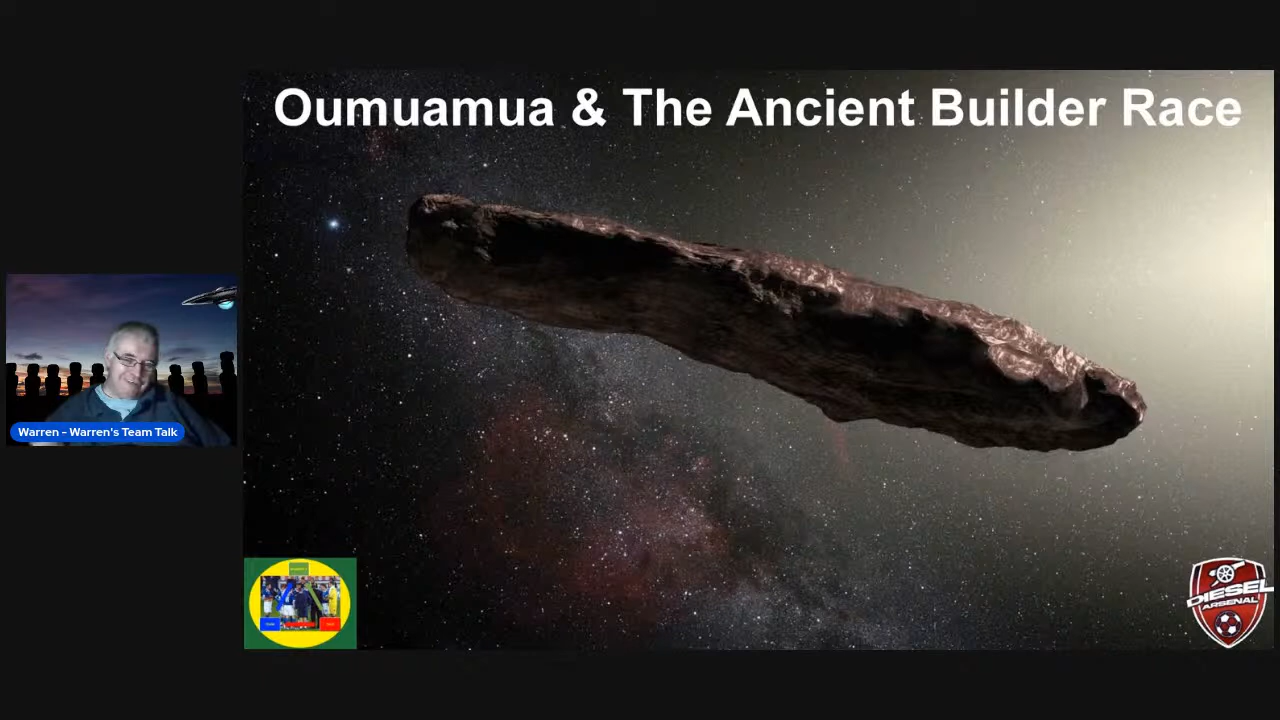 Oumuamua & The Ancient Builder Race
Warren - Warren's Team Talk
DIESEL
ARSENAL